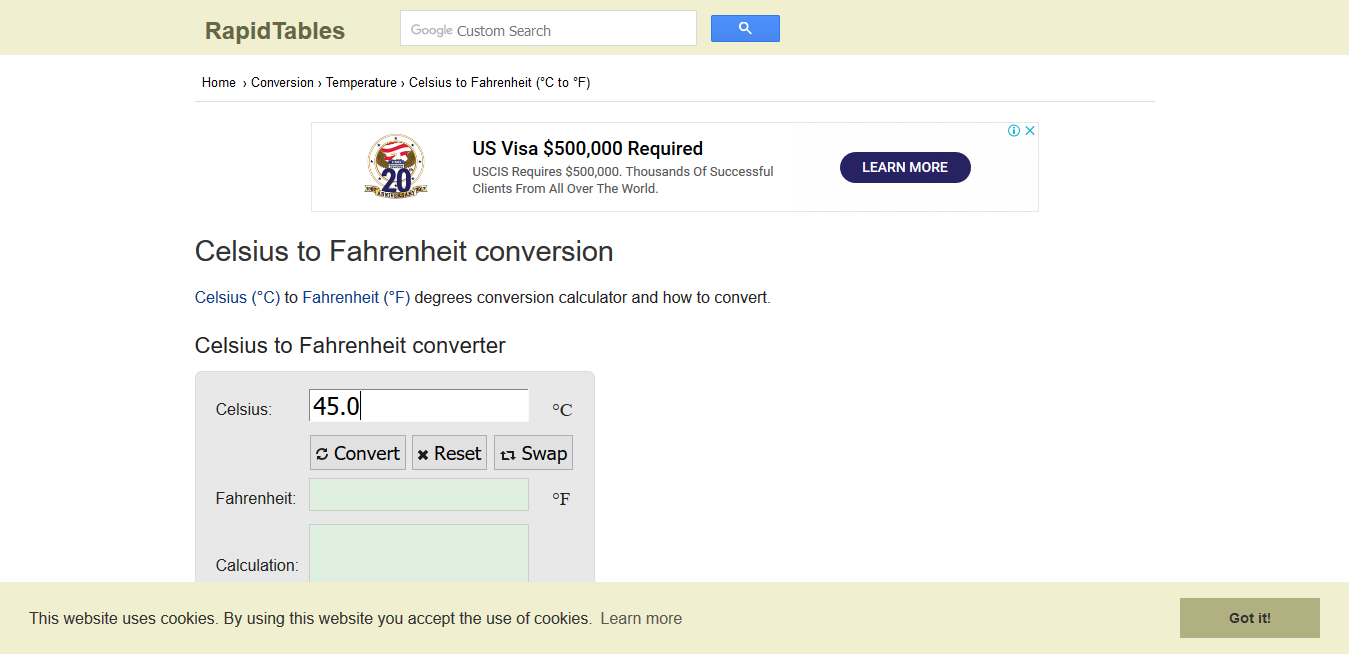 RapidTables
Google Custom Search
Home › Conversion › Temperature › Celsius to Fahrenheit (°C to °F)
20
ANNIVERSARY
US Visa $500,000 Required
USCIS Requires $500,000. Thousands Of Successful
Clients From All Over The World.
LEARN MORE
Celsius to Fahrenheit conversion
Celsius (°C) to Fahrenheit (°F) degrees conversion calculator and how to convert.
Celsius to Fahrenheit converter
Celsius: 45.0 °C
Convert Reset Swap
Fahrenheit: °F
Calculation:
This website uses cookies. By using this website you accept the use of cookies. Learn more
Got it!